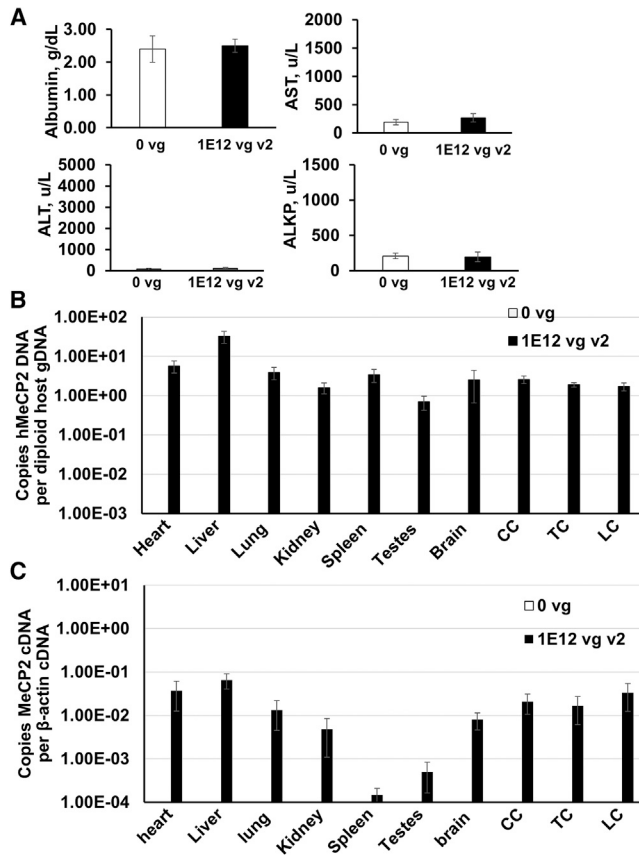 A
Albumin, g/dL
3.00
2.00
1.00
0.00
0 vg
1E12 vg v2
AST, u/L
2000
1500
1000
500
0
0 vg
1E12 vg v2
ALT, u/L
5000
4000
3000
2000
1000
0
0 vg
1E12 vg v2
ALKP, u/L
1500
1000
500
0
0 vg
1E12 vg v2
B
Copies hMeCP2 DNA
per diploid host gDNA
1.00E+02
1.00E+01
1.00E+00
1.00E-01
1.00E-02
1.00E-03
0 vg
1E12 vg v2
Heart
Liver
Lung
Kidney
Spleen
Testes
Brain
CC
TC
LC
C
Copies MeCP2 cDNA
per β-actin cDNA
1.00E+01
1.00E+00
1.00E-01
1.00E-02
1.00E-03
1.00E-04
0 vg
1E12 vg v2
heart
Liver
lung
Kidney
Spleen
Testes
brain
CC
TC
LC